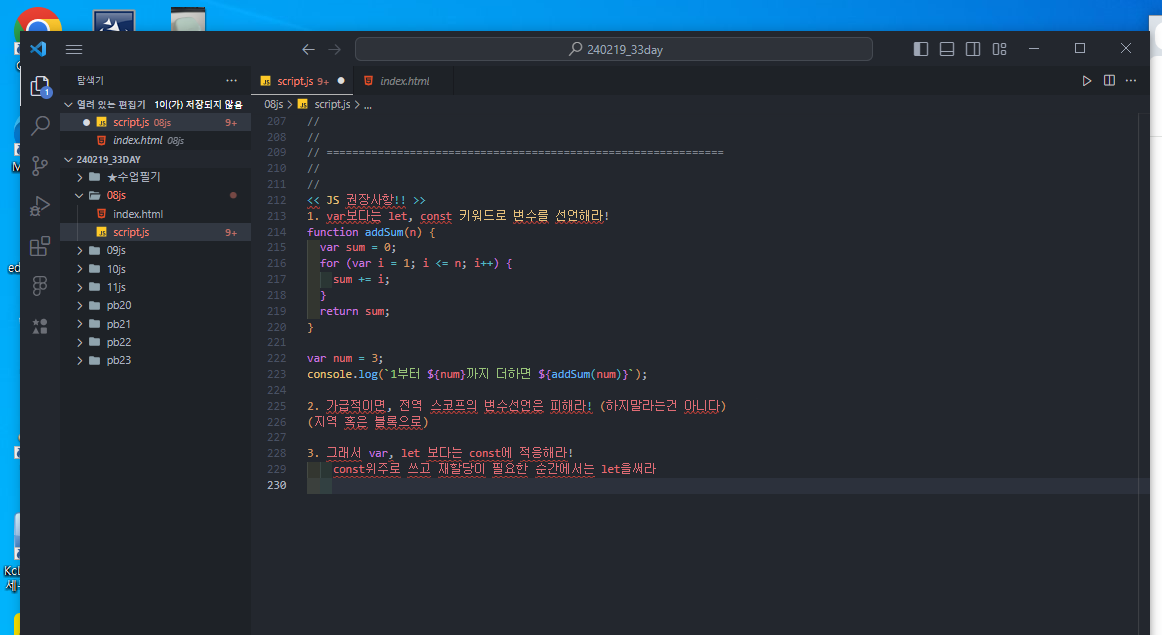 240219_33day
탐색기
script.js 9+
index.html
열려 있는 편집기 1이(가) 저장되지 않음
script.js 08js 9+
index.html 08js
240219_33DAY
★수업필기
08js
index.html
script.js 9+
09js
10js
11js
pb20
pb21
pb22
pb23
08js > script.js > ...
207 //
208 //
209 // ==============================================================
210 //
211 //
212 << JS 권장사항!! >>
213 1. var보다는 let, const 키워드로 변수를 선언해라!
214 function addSum(n) {
215 var sum = 0;
216 for (var i = 1; i <= n; i++) {
217 sum += i;
218 }
219 return sum;
220 }
221
222 var num = 3;
223 console.log(`1부터 ${num}까지 더하면 ${addSum(num)}`);
224
225 2. 가급적이면, 전역 스코프의 변수선언은 피해라! (하지말라는건 아니다)
226 (지역 혹은 블록으로)
227
228 3. 그래서 var, let 보다는 const에 적응해라!
229 const위주로 쓰고 재할당이 필요한 순간에서는 let을써라
230